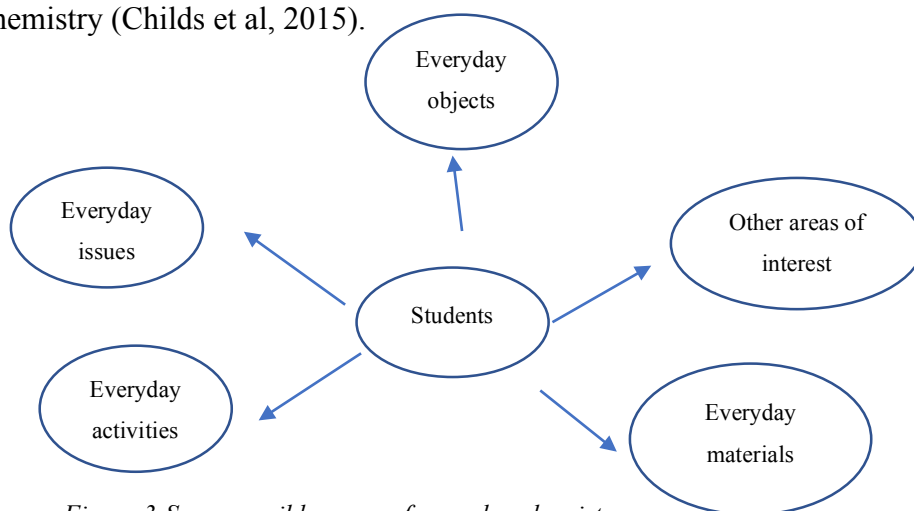 hemistry (Childs et al, 2015).
Everyday
objects
Everyday
issues
Other areas of
interest
Students
Everyday
activities
Everyday
materials